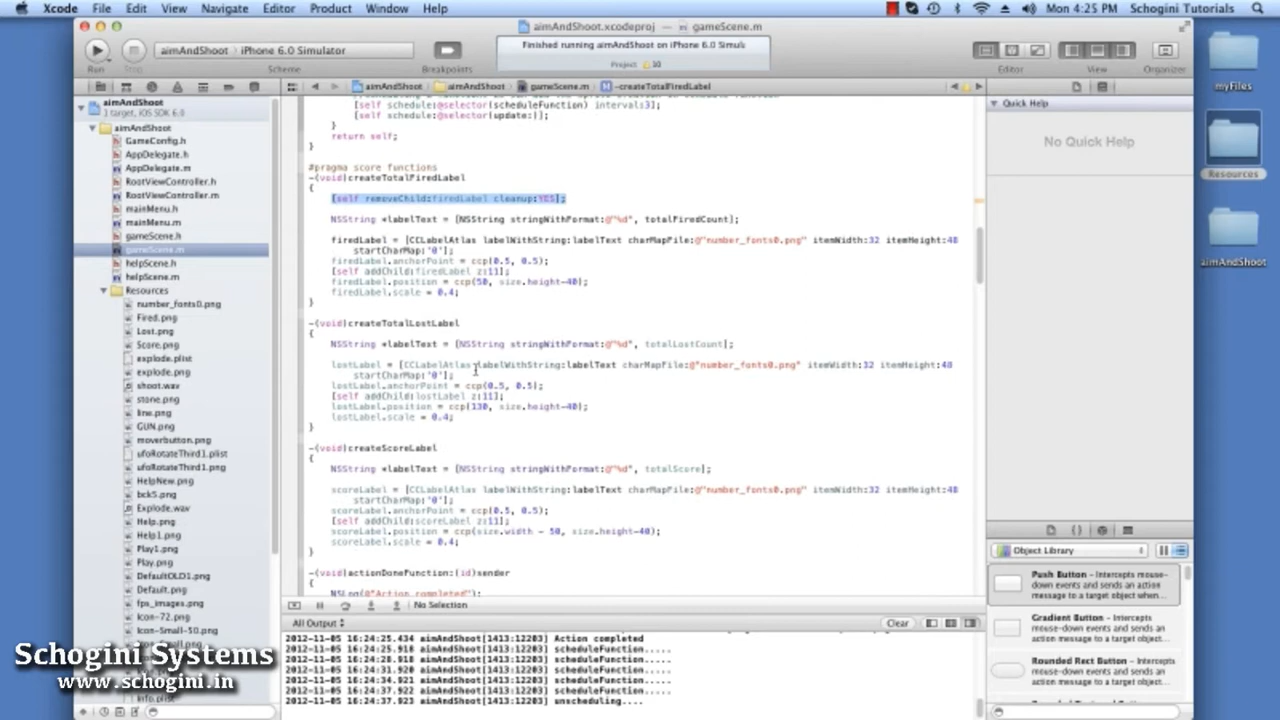 Xcode File Edit View Navigate Editor Product Window Help Mon 4:25 PM Schogini Tutorials
aimAndShoot.xcodeproj — gameScene.m
aimAndShoot iPhone 6.0 Simulator
Finished running aimAndShoot on iPhone 6.0 Simula
Project 10
Run Stop Scheme Breakpoints Editor View Organizer
aimAndShoot aimAndShoot gameScene.m -createTotalFiredLabel
aimAndShoot
1 target, iOS SDK 6.0
aimAndShoot
GameConfig.h
AppDelegate.h
AppDelegate.m
RootViewController.h
RootViewController.m
mainMenu.h
mainMenu.m
gameScene.h
gameScene.m
helpScene.h
helpScene.m
Resources
number_fonts0.png
Fired.png
Lost.png
Score.png
explode.plist
explode.png
shoot.wav
stone.png
line.png
GUN.png
moverbutton.png
ufoRotateThird1.plist
ufoRotateThird1.png
HelpNew.png
bck5.png
Explode.wav
Help.png
Help1.png
Play1.png
Play.png
DefaultOLD1.png
Default.png
fps_images.png
Icon-72.png
Icon-Small-50.png
Info.plist
[self schedule:@selector(scheduleFunction) interval:3];
[self schedule:@selector(update:)];
}
return self;
}
#pragma score functions
-(void)createTotalFiredLabel
{
[self removeChild:firedLabel cleanup:YES];
NSString *labelText = [NSString stringWithFormat:@"%d", totalFiredCount];
firedLabel = [CCLabelAtlas labelWithString:labelText charMapFile:@"number_fonts0.png" itemWidth:32 itemHeight:48
startCharMap:'0'];
firedLabel.anchorPoint = ccp(0.5, 0.5);
[self addChild:firedLabel z:11];
firedLabel.position = ccp(50, size.height-40);
firedLabel.scale = 0.4;
}
-(void)createTotalLostLabel
{
NSString *labelText = [NSString stringWithFormat:@"%d", totalLostCount];
lostLabel = [CCLabelAtlas labelWithString:labelText charMapFile:@"number_fonts0.png" itemWidth:32 itemHeight:48
startCharMap:'0'];
lostLabel.anchorPoint = ccp(0.5, 0.5);
[self addChild:lostLabel z:11];
lostLabel.position = ccp(130, size.height-40);
lostLabel.scale = 0.4;
}
-(void)createScoreLabel
{
NSString *labelText = [NSString stringWithFormat:@"%d", totalScore];
scoreLabel = [CCLabelAtlas labelWithString:labelText charMapFile:@"number_fonts0.png" itemWidth:32 itemHeight:48
startCharMap:'0'];
scoreLabel.anchorPoint = ccp(0.5, 0.5);
[self addChild:scoreLabel z:11];
scoreLabel.position = ccp(size.width - 50, size.height-40);
scoreLabel.scale = 0.4;
}
-(void)actionDoneFunction:(id)sender
{
NSLog(@"Action completed");
No Selection
All Output Clear
2012-11-05 16:24:25.434 aimAndShoot[1413:12203] Action completed
2012-11-05 16:24:25.918 aimAndShoot[1413:12203] scheduleFunction.....
2012-11-05 16:24:28.918 aimAndShoot[1413:12203] scheduleFunction.....
2012-11-05 16:24:31.920 aimAndShoot[1413:12203] scheduleFunction.....
2012-11-05 16:24:34.921 aimAndShoot[1413:12203] scheduleFunction.....
2012-11-05 16:24:37.922 aimAndShoot[1413:12203] scheduleFunction.....
2012-11-05 16:24:37.923 aimAndShoot[1413:12203] unscheduling....
Quick Help
No Quick Help
Object Library
Push Button - Intercepts mouse-
down events and sends an action
message to a target object when...
Gradient Button - Intercepts
mouse-down events and sends an
action message to a target object...
Rounded Rect Button - Intercepts
mouse-down events and sends an
action message to a target object...
myFiles
Resources
aimAndShoot
Schogini Systems
www.schogini.in